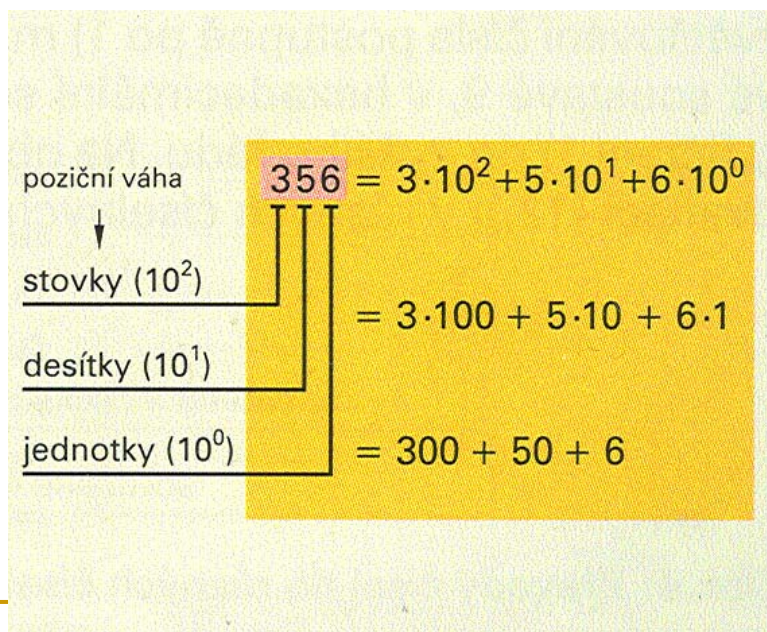 poziční váha
356 = 3·10²+5·10¹+6·10⁰
stovky (10²)
= 3·100 + 5·10 + 6·1
desítky (10¹)
jednotky (10⁰)
= 300 + 50 + 6